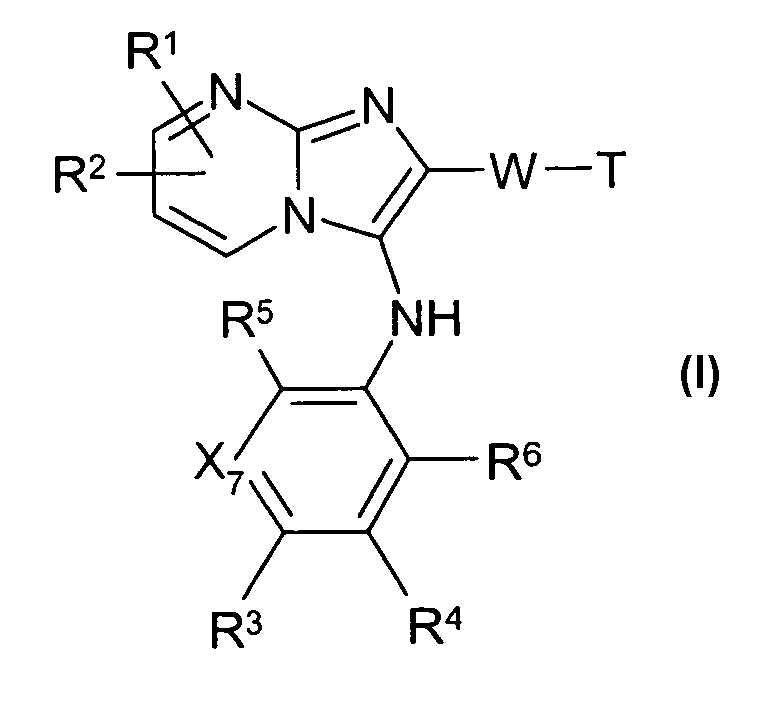 R¹
N N
R² W T
N
NH
R⁵
(I)
X₇ R⁶
R³ R⁴